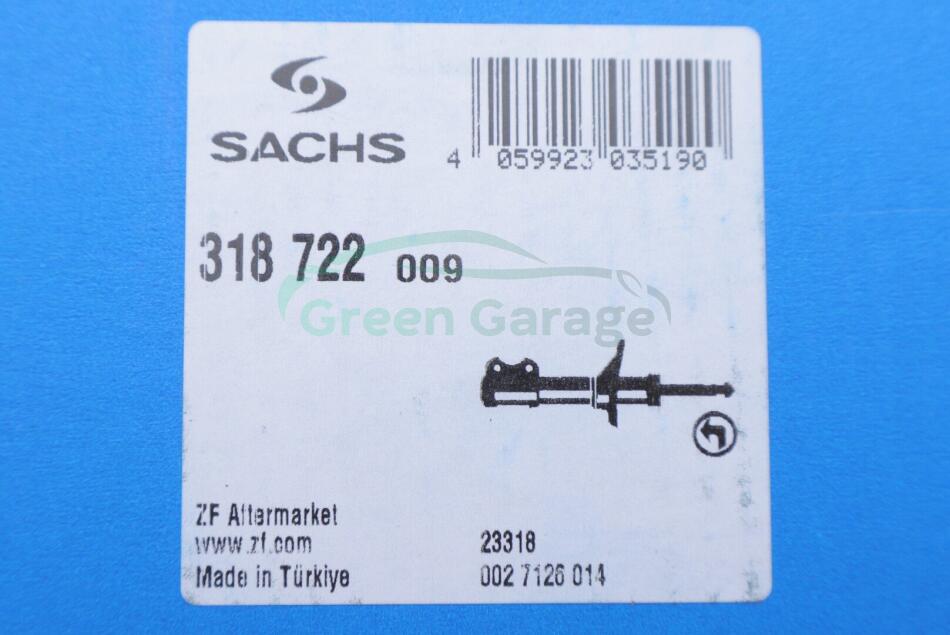 SACHS
4 059923 035190
318 722 009
Green Garage
ZF Aftermarket
www.zf.com
Made in Türkiye
23318
002 7126 014